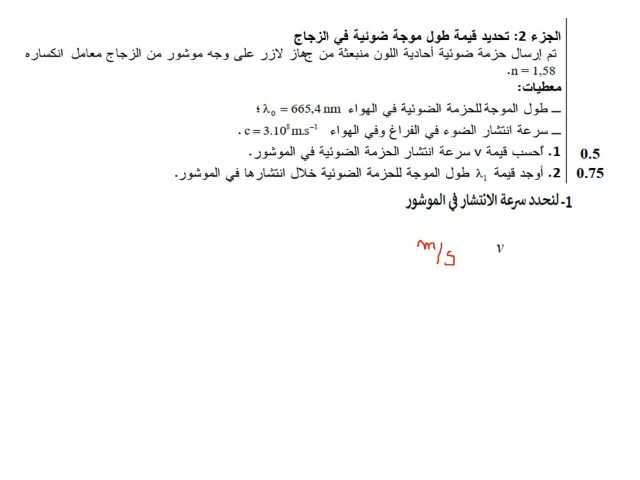 الجزء 2: تحديد قيمة طول موجة ضوئية في الزجاج
تم إرسال حزمة ضوئية أحادية اللون منبعثة من جهاز لازر على وجه موشور من الزجاج معامل انكساره
n = 1,58.
معطيات:
ــ طول الموجة للحزمة الضوئية في الهواء λ₀ = 665,4 nm ؛
ــ سرعة انتشار الضوء في الفراغ وفي الهواء c = 3.10⁸ m.s⁻¹ .
1. أحسب قيمة v سرعة انتشار الحزمة الضوئية في الموشور. 0.5
2. أوجد قيمة λ₁ طول الموجة للحزمة الضوئية خلال انتشارها في الموشور. 0.75
1- لنحدد سرعة الانتشار في الموشور
m/s v